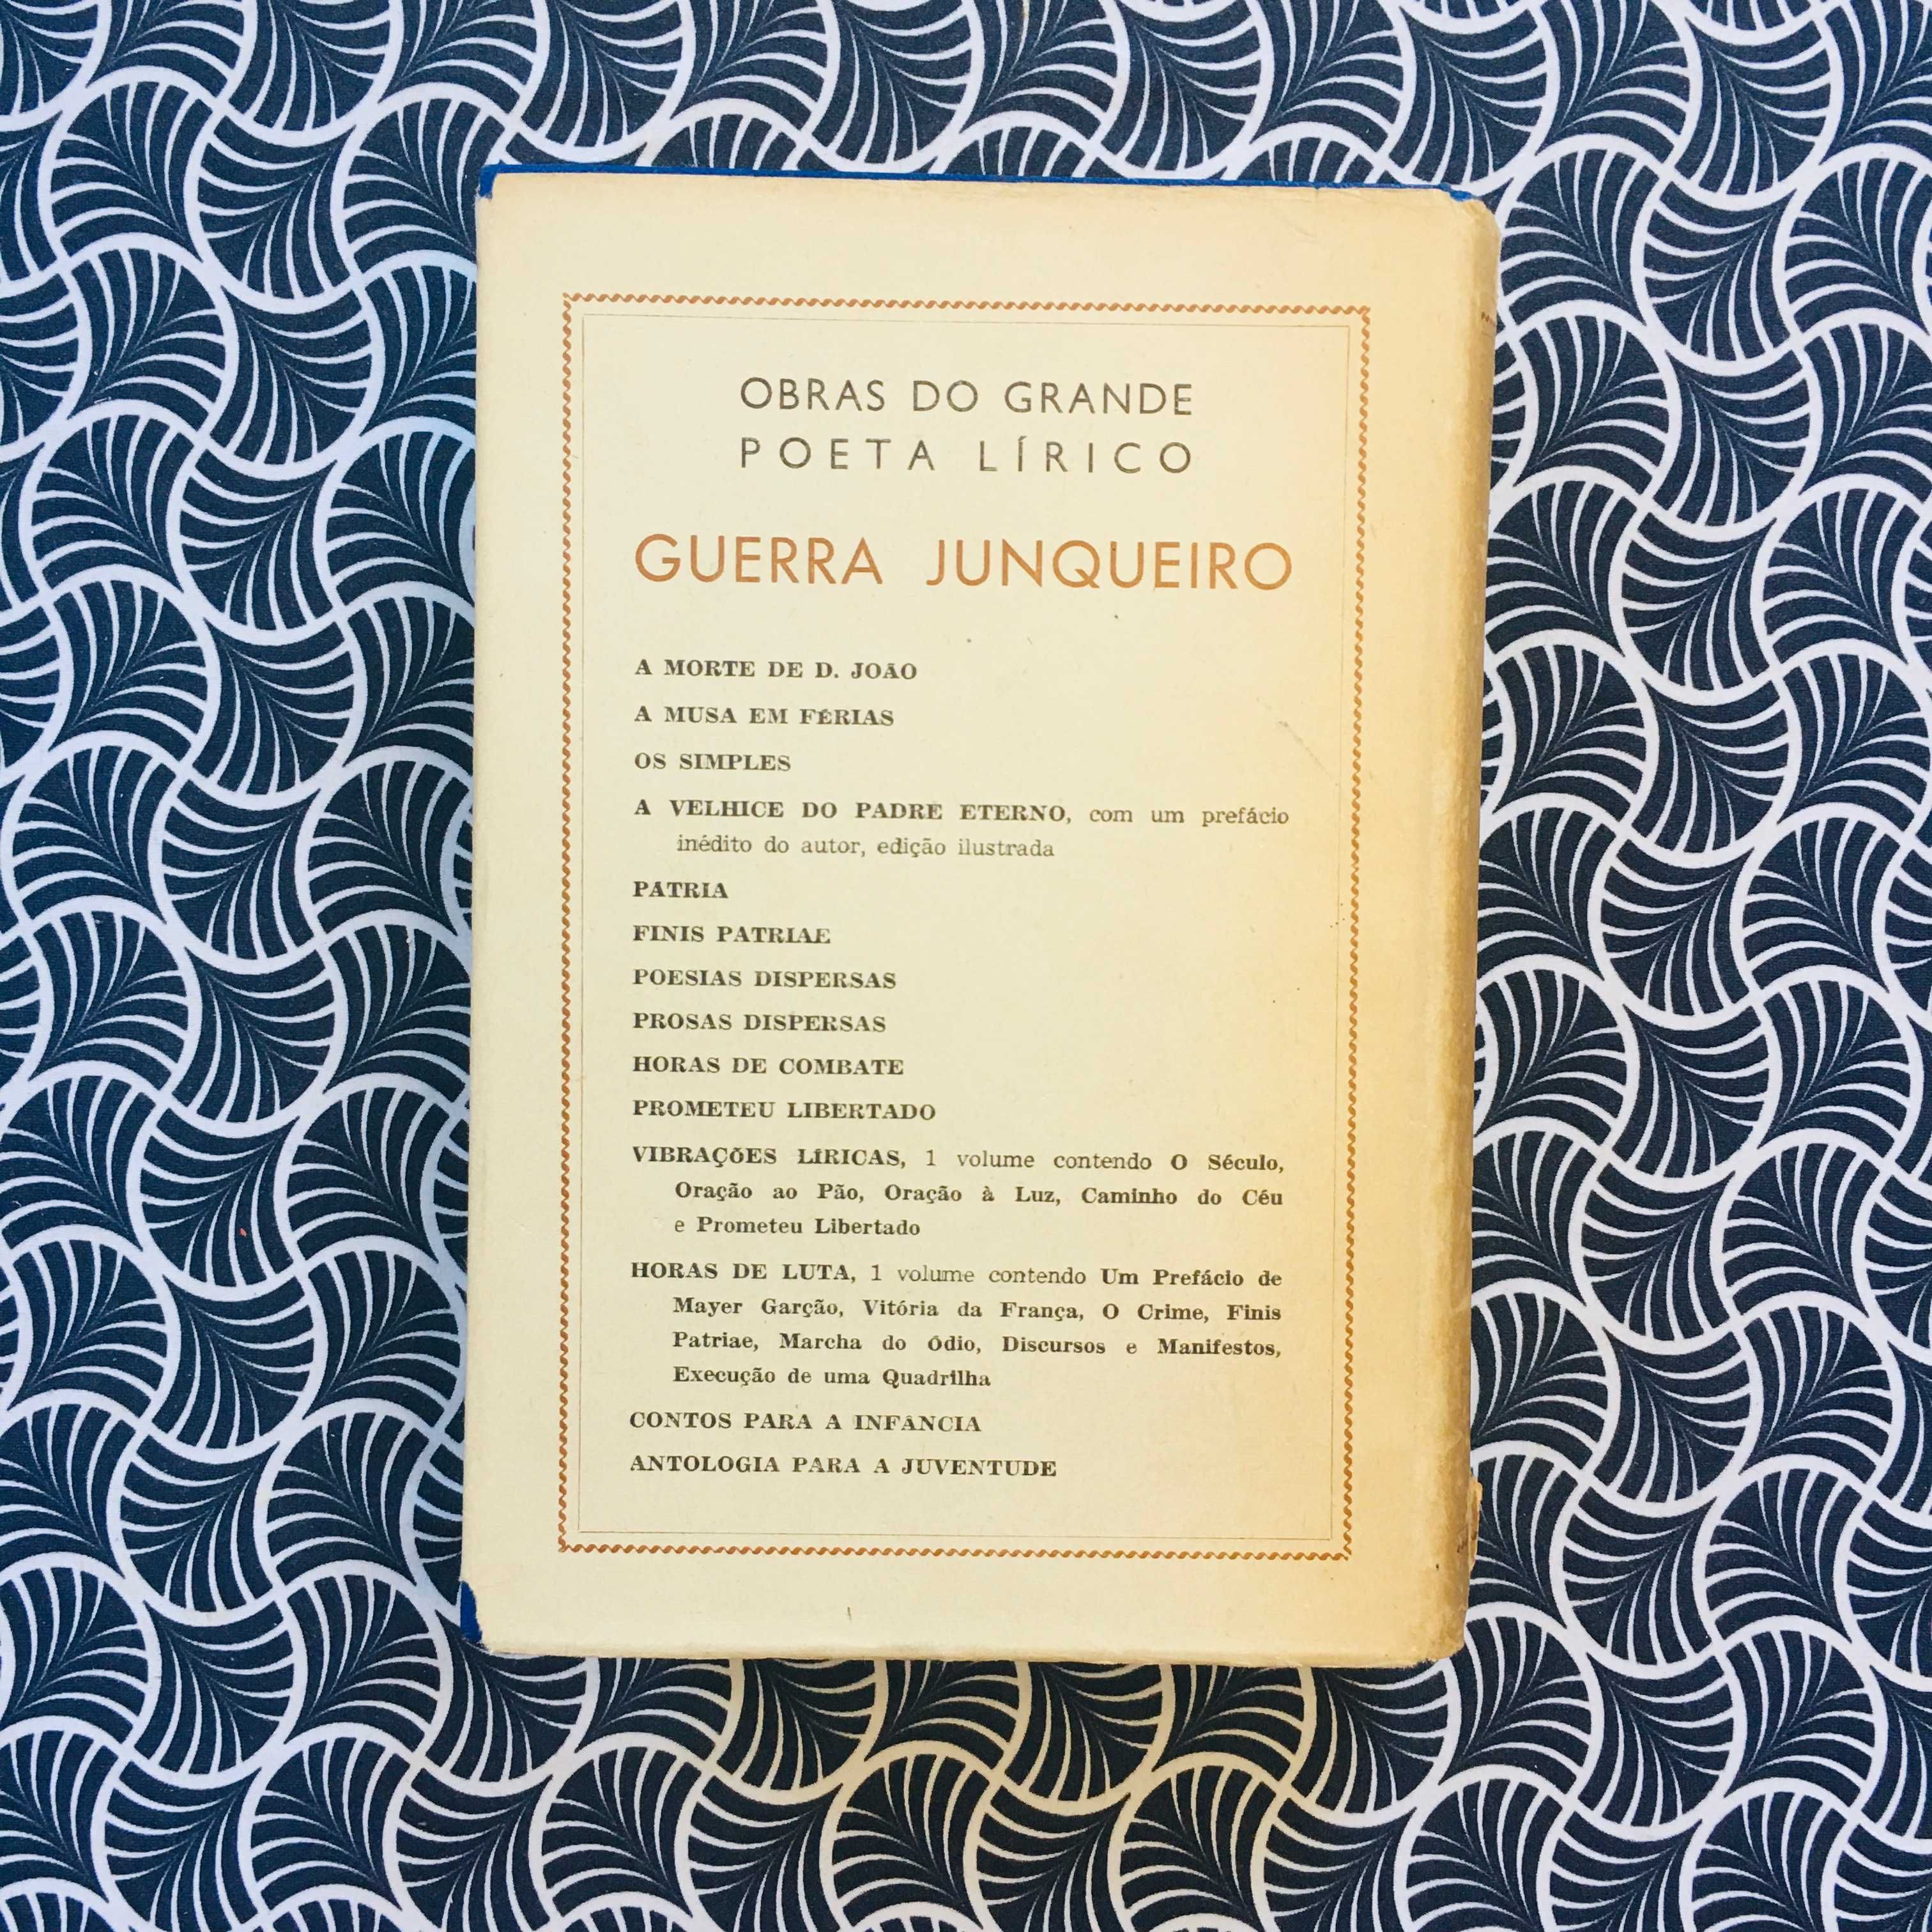 OBRAS DO GRANDE
POETA LÍRICO
GUERRA JUNQUEIRO
A MORTE DE D. JOÃO
A MUSA EM FÉRIAS
OS SIMPLES
A VELHICE DO PADRE ETERNO, com um prefácio
inédito do autor, edição ilustrada
PATRIA
FINIS PATRIAE
POESIAS DISPERSAS
PROSAS DISPERSAS
HORAS DE COMBATE
PROMETEU LIBERTADO
VIBRAÇÕES LÍRICAS, 1 volume contendo O Século,
Oração ao Pão, Oração à Luz, Caminho do Céu
e Prometeu Libertado
HORAS DE LUTA, 1 volume contendo Um Prefácio de
Mayer Garção, Vitória da França, O Crime, Finis
Patriae, Marcha do Ódio, Discursos e Manifestos,
Execução de uma Quadrilha
CONTOS PARA A INFÂNCIA
ANTOLOGIA PARA A JUVENTUDE